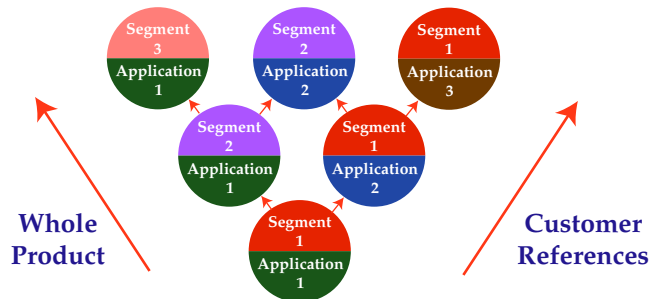 Segment
3
Application
1
Segment
2
Application
2
Segment
1
Application
3
Segment
2
Application
1
Segment
1
Application
2
Segment
1
Application
1
Whole
Product
Customer
References